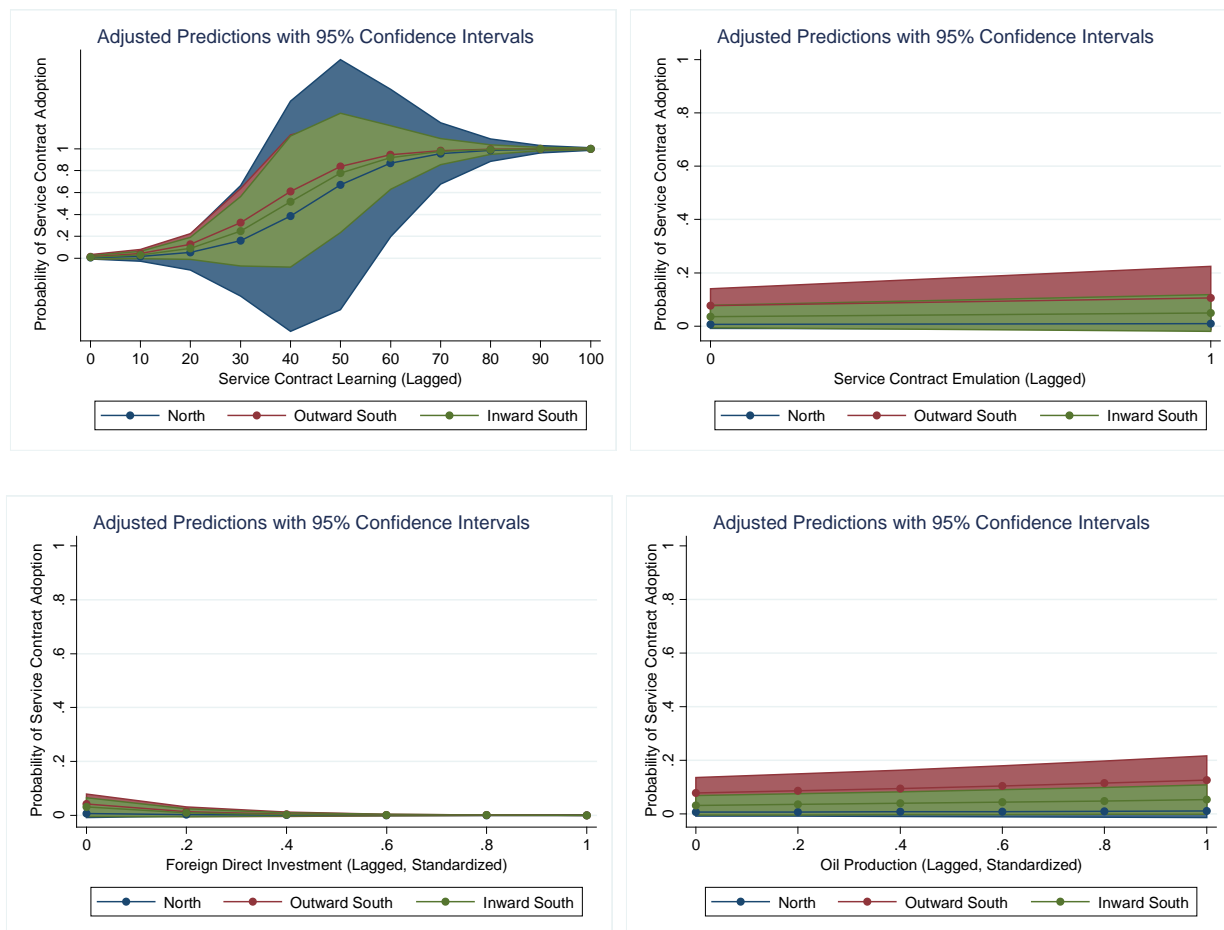 Adjusted Predictions with 95% Confidence Intervals
Probability of Service Contract Adoption
1
.8
.6
.4
.2
0
0 10 20 30 40 50 60 70 80 90 100
Service Contract Learning (Lagged)
North Outward South Inward South
Adjusted Predictions with 95% Confidence Intervals
Probability of Service Contract Adoption
1
.8
.6
.4
.2
0
0 1
Service Contract Emulation (Lagged)
North Outward South Inward South
Adjusted Predictions with 95% Confidence Intervals
Probability of Service Contract Adoption
1
.8
.6
.4
.2
0
0 .2 .4 .6 .8 1
Foreign Direct Investment (Lagged, Standardized)
North Outward South Inward South
Adjusted Predictions with 95% Confidence Intervals
Probability of Service Contract Adoption
1
.8
.6
.4
.2
0
0 .2 .4 .6 .8 1
Oil Production (Lagged, Standardized)
North Outward South Inward South